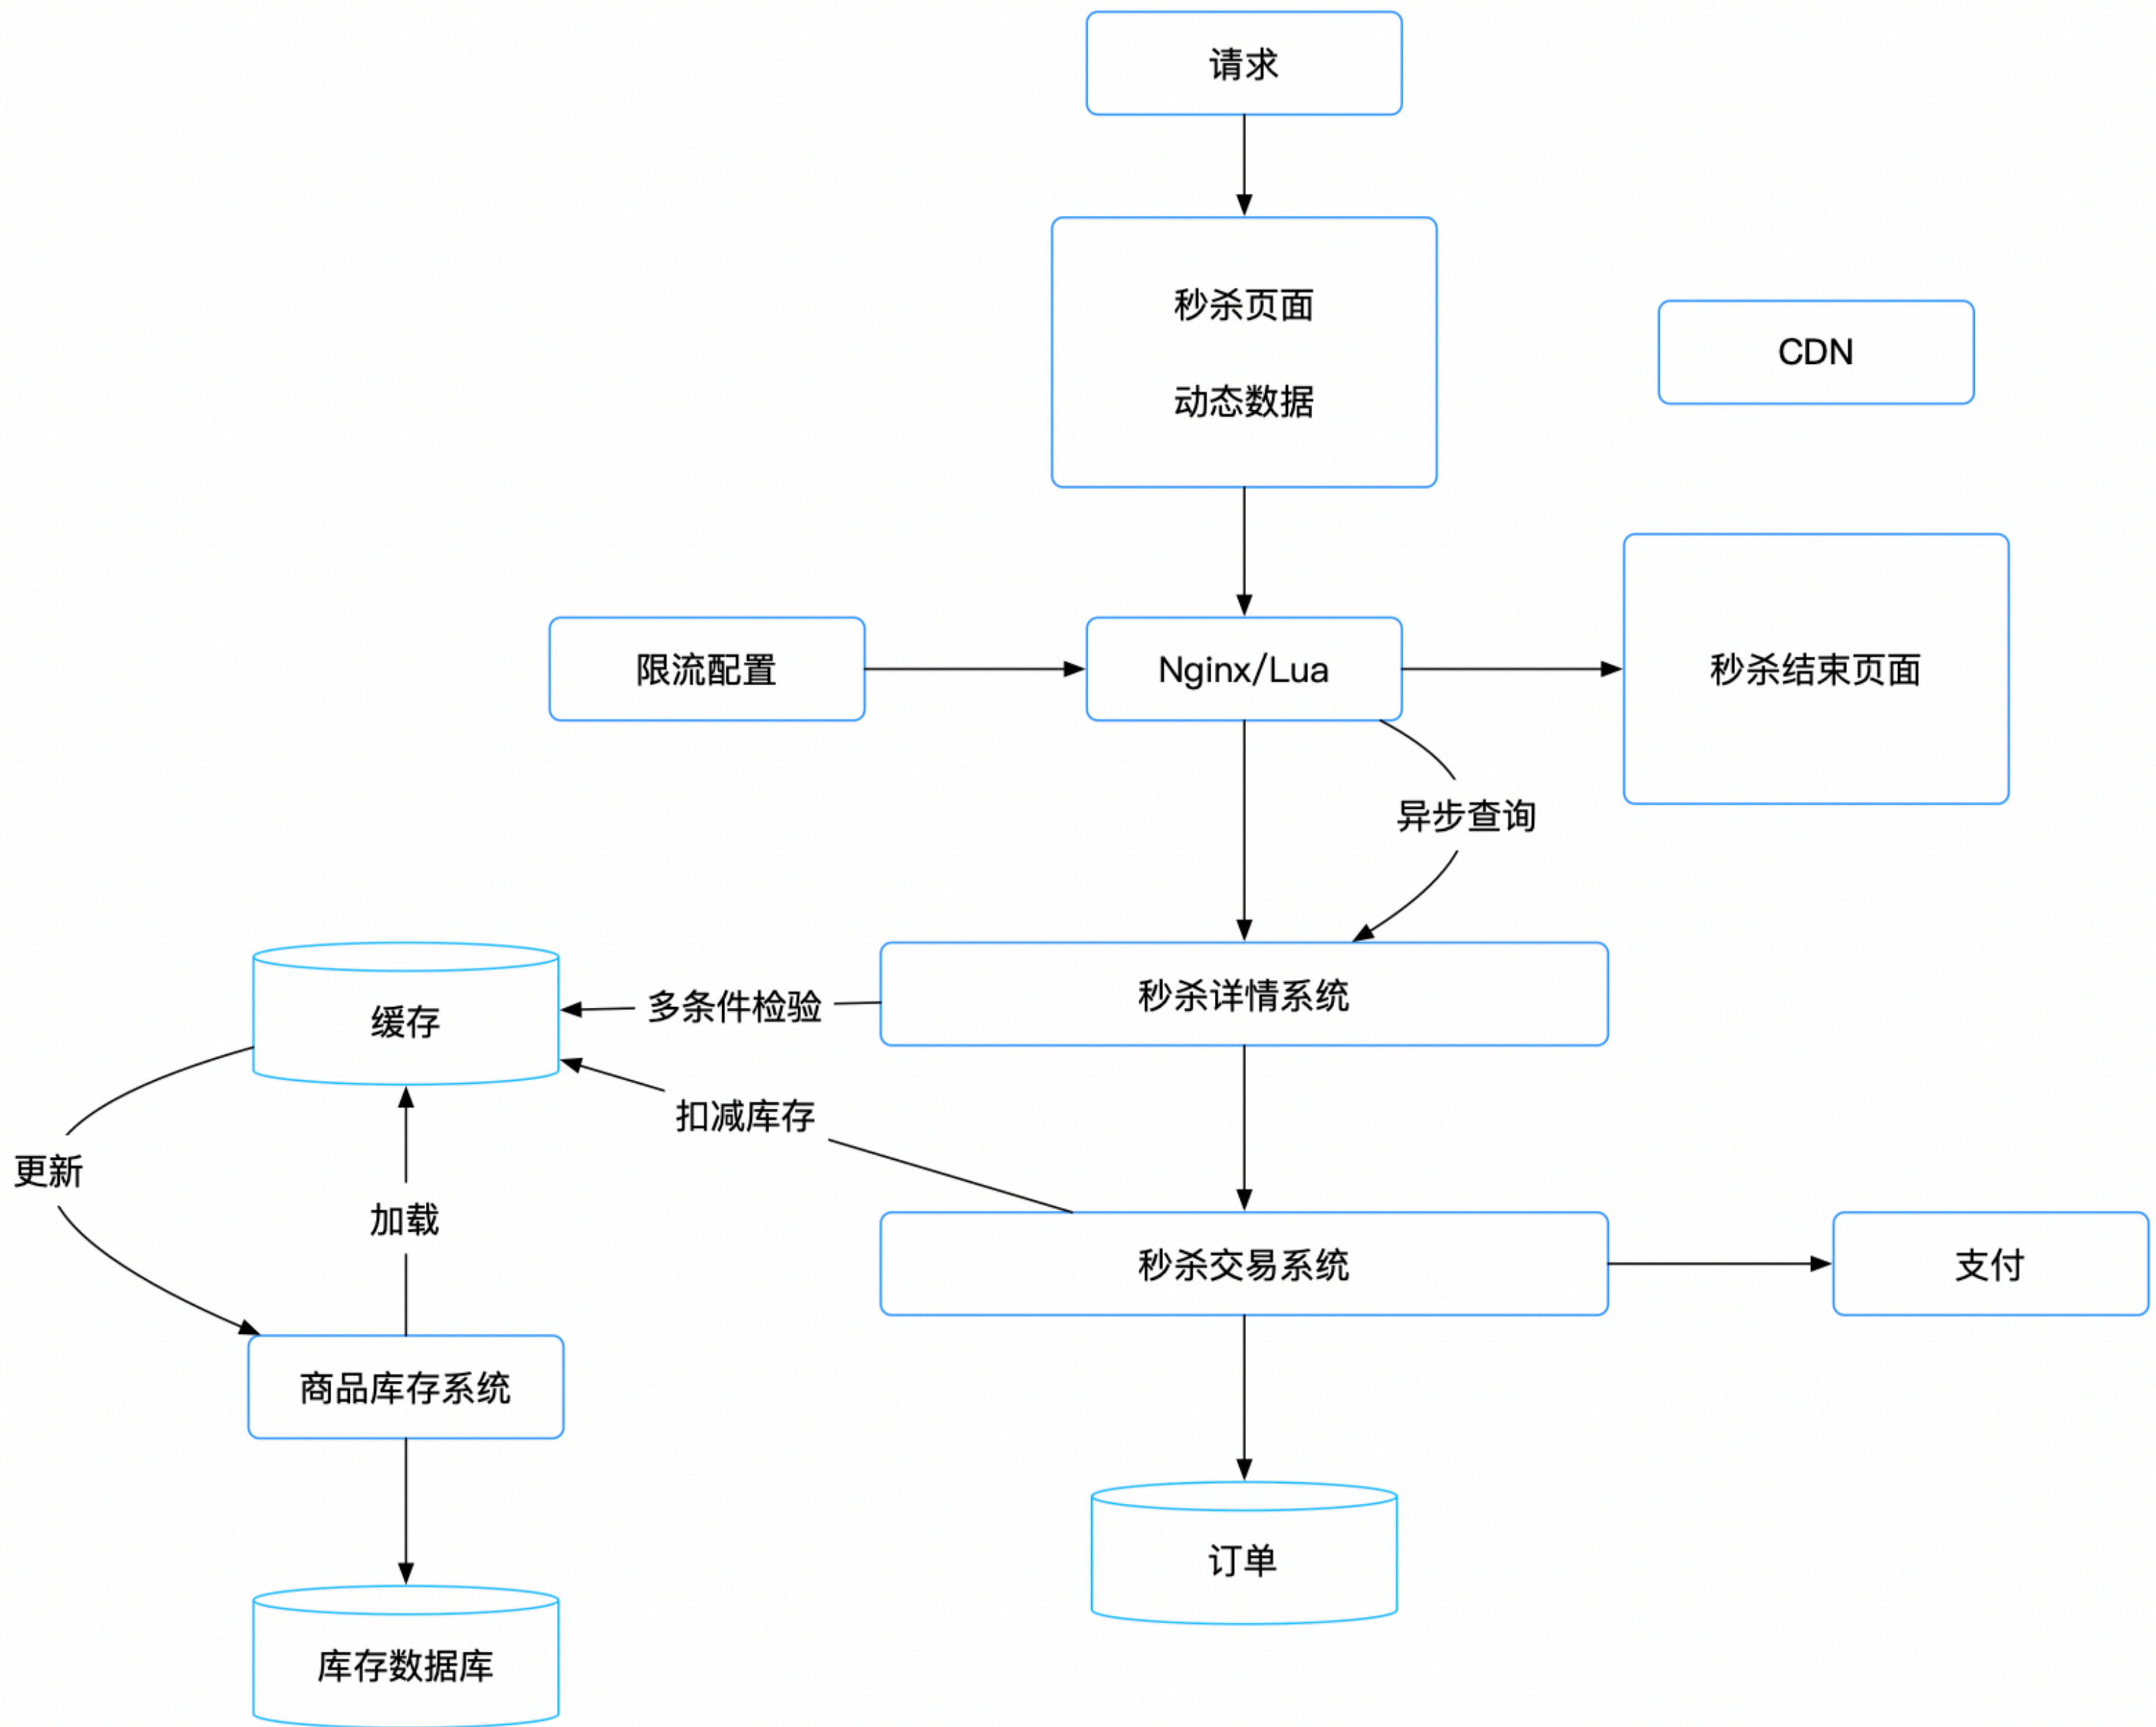 请求
秒杀页面
动态数据
CDN
限流配置
Nginx/Lua
秒杀结束页面
异步查询
缓存
多条件检验
秒杀详情系统
扣减库存
更新
加载
秒杀交易系统
支付
商品库存系统
订单
库存数据库